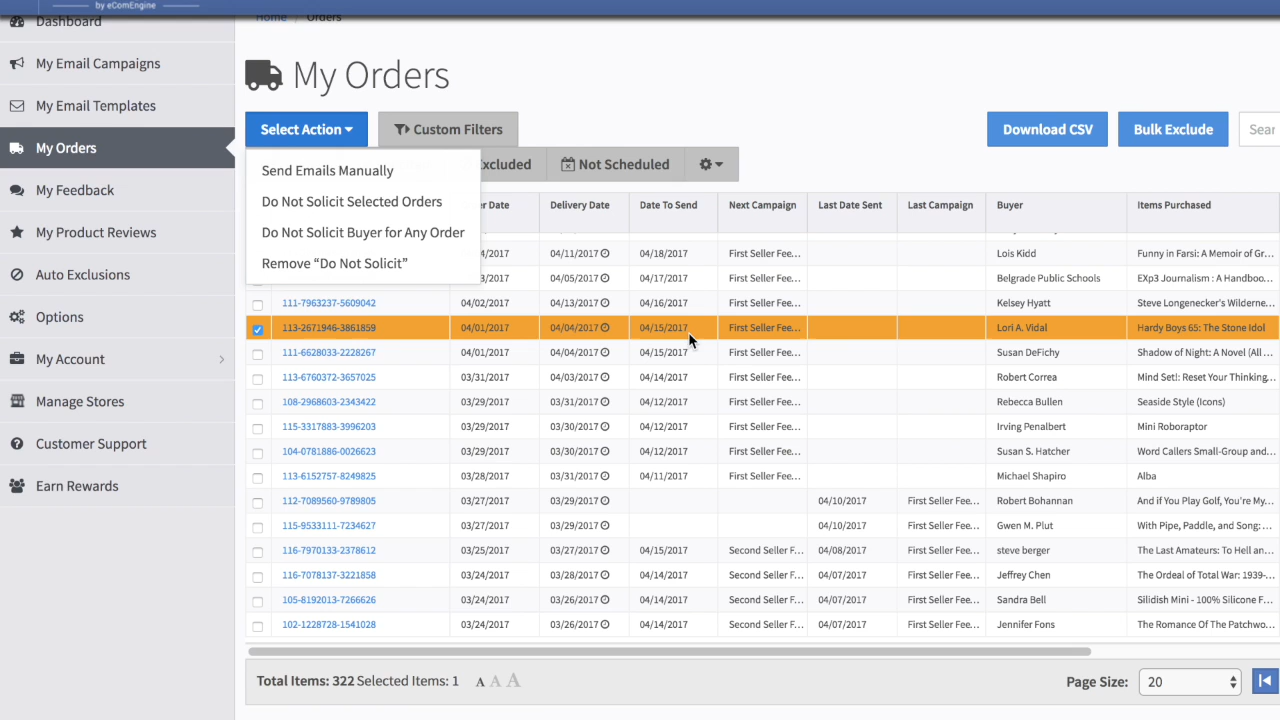 by eComEngine
Dashboard
My Email Campaigns
My Email Templates
My Orders
My Feedback
My Product Reviews
Auto Exclusions
Options
My Account
Manage Stores
Customer Support
Earn Rewards
Home Orders
My Orders
Select Action Custom Filters Download CSV Bulk Exclude Sear
Send Emails Manually
Do Not Solicit Selected Orders
Do Not Solicit Buyer for Any Order
Remove “Do Not Solicit”
Excluded Not Scheduled
Date Delivery Date Date To Send Next Campaign Last Date Sent Last Campaign Buyer Items Purchased
04/11/2017 04/18/2017 First Seller Fee... Lois Kidd Funny in Farsi: A Memoir of Gr...
04/05/2017 04/17/2017 First Seller Fee... Belgrade Public Schools EXp3 Journalism : A Handboo...
111-7963237-5609042 04/02/2017 04/13/2017 04/16/2017 First Seller Fee... Kelsey Hyatt Steve Longenecker's Wilderne...
113-2671946-3861859 04/01/2017 04/04/2017 04/15/2017 First Seller Fee... Lori A. Vidal Hardy Boys 65: The Stone Idol
111-6628033-2228267 04/01/2017 04/04/2017 04/15/2017 First Seller Fee... Susan DeFichy Shadow of Night: A Novel (All ...
113-6760372-3657025 03/31/2017 04/03/2017 04/14/2017 First Seller Fee... Robert Correa Mind Set!: Reset Your Thinking...
108-2968603-2343422 03/29/2017 03/31/2017 04/12/2017 First Seller Fee... Rebecca Bullen Seaside Style (Icons)
115-3317883-3996203 03/29/2017 03/30/2017 04/12/2017 First Seller Fee... Irving Penalbert Mini Roboraptor
104-0781886-0026623 03/29/2017 03/30/2017 04/12/2017 First Seller Fee... Susan S. Hatcher Word Callers Small-Group and...
113-6152757-8249825 03/28/2017 03/31/2017 04/11/2017 First Seller Fee... Michael Shapiro Alba
112-7089560-9789805 03/27/2017 03/29/2017 04/10/2017 First Seller Fee... Robert Bohannan And if You Play Golf, You're My...
115-9533111-7234627 03/27/2017 03/29/2017 04/10/2017 First Seller Fee... Gwen M. Plut With Pipe, Paddle, and Song: ...
116-7970133-2378612 03/25/2017 03/27/2017 04/15/2017 Second Seller F... 04/08/2017 First Seller Fee... steve berger The Last Amateurs: To Hell an...
116-7078137-3221858 03/24/2017 03/28/2017 04/14/2017 Second Seller F... 04/07/2017 First Seller Fee... Jeffrey Chen The Ordeal of Total War: 1939-...
105-8192013-7266626 03/24/2017 03/26/2017 04/14/2017 Second Seller F... 04/07/2017 First Seller Fee... Sandra Bell Silidish Mini - 100% Silicone F...
102-1228728-1541028 03/24/2017 03/26/2017 04/14/2017 Second Seller F... 04/07/2017 First Seller Fee... Jennifer Fons The Romance Of The Patchwo...
Total Items: 322 Selected Items: 1 A A A Page Size: 20